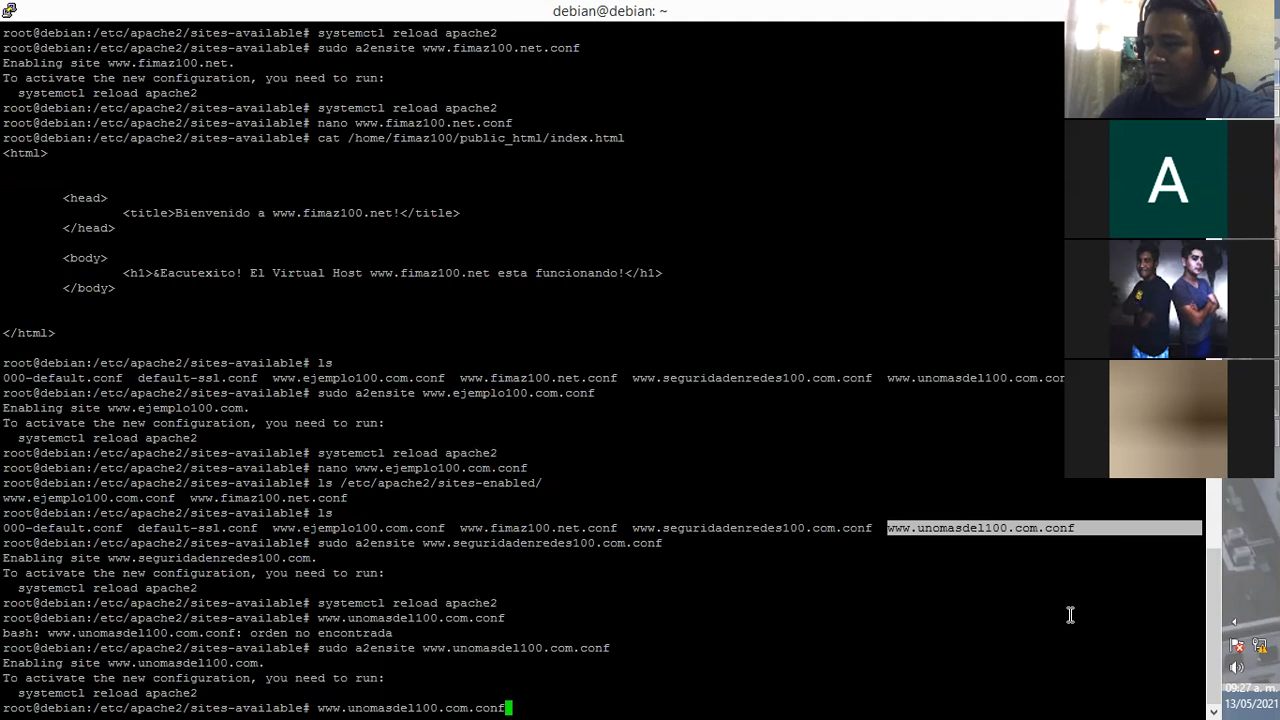 debian@debian: ~
root@debian:/etc/apache2/sites-available# systemctl reload apache2
root@debian:/etc/apache2/sites-available# sudo a2ensite www.fimaz100.net.conf
Enabling site www.fimaz100.net.
To activate the new configuration, you need to run:
  systemctl reload apache2
root@debian:/etc/apache2/sites-available# systemctl reload apache2
root@debian:/etc/apache2/sites-available# nano www.fimaz100.net.conf
root@debian:/etc/apache2/sites-available# cat /home/fimaz100/public_html/index.html
<html>
        <head>
                <title>Bienvenido a www.fimaz100.net!</title>
        </head>
        <body>
                <h1>&Eacutexito! El Virtual Host www.fimaz100.net esta funcionando!</h1>
        </body>
</html>
root@debian:/etc/apache2/sites-available# ls
000-default.conf  default-ssl.conf  www.ejemplo100.com.conf  www.fimaz100.net.conf  www.seguridadenredes100.com.conf  www.unomasdel100.com.con
root@debian:/etc/apache2/sites-available# sudo a2ensite www.ejemplo100.com.conf
Enabling site www.ejemplo100.com.
To activate the new configuration, you need to run:
  systemctl reload apache2
root@debian:/etc/apache2/sites-available# systemctl reload apache2
root@debian:/etc/apache2/sites-available# nano www.ejemplo100.com.conf
root@debian:/etc/apache2/sites-available# ls /etc/apache2/sites-enabled/
www.ejemplo100.com.conf  www.fimaz100.net.conf
root@debian:/etc/apache2/sites-available# ls
000-default.conf  default-ssl.conf  www.ejemplo100.com.conf  www.fimaz100.net.conf  www.seguridadenredes100.com.conf  www.unomasdel100.com.conf
root@debian:/etc/apache2/sites-available# sudo a2ensite www.seguridadenredes100.com.conf
Enabling site www.seguridadenredes100.com.
To activate the new configuration, you need to run:
  systemctl reload apache2
root@debian:/etc/apache2/sites-available# systemctl reload apache2
root@debian:/etc/apache2/sites-available# www.unomasdel100.com.conf
bash: www.unomasdel100.com.conf: orden no encontrada
root@debian:/etc/apache2/sites-available# sudo a2ensite www.unomasdel100.com.conf
Enabling site www.unomasdel100.com.
To activate the new configuration, you need to run:
  systemctl reload apache2
root@debian:/etc/apache2/sites-available# www.unomasdel100.com.conf
A
09:27 a. m.
13/05/2021